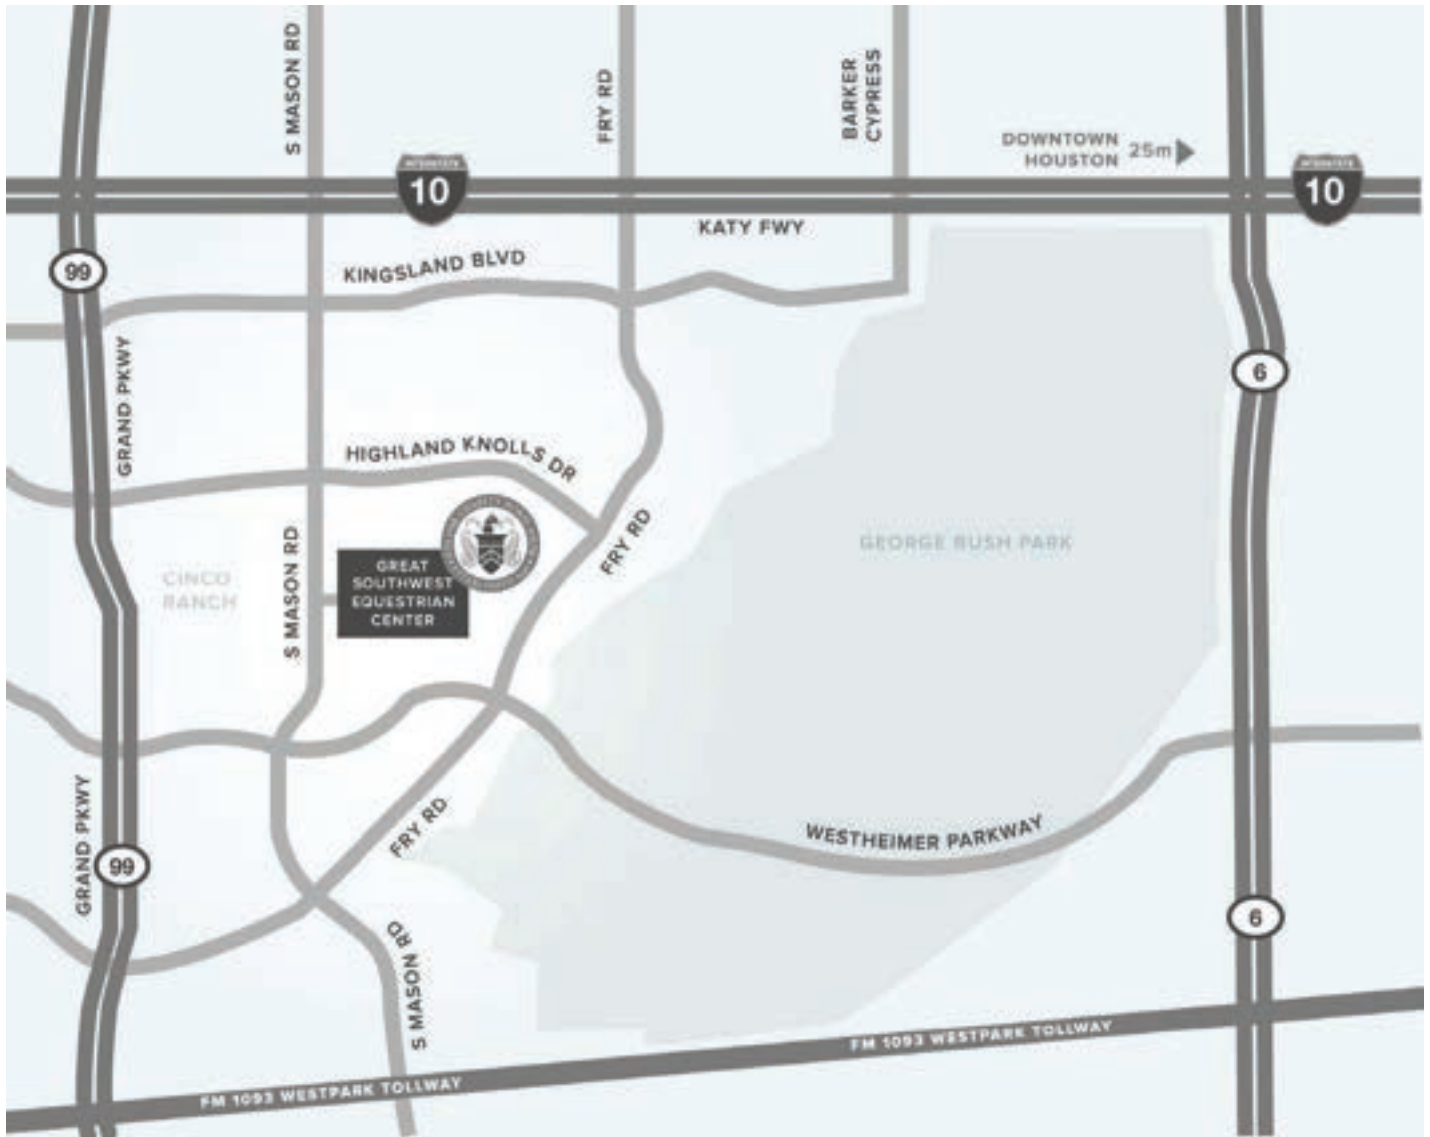 S MASON RD
FRY RD
BARKER
CYPRESS
DOWNTOWN
HOUSTON
25m
INTERSTATE
10
INTERSTATE
10
KATY FWY
99
KINGSLAND BLVD
GRAND PKWY
6
HIGHLAND KNOLLS DR
FRY RD
GEORGE BUSH PARK
CINCO
RANCH
S MASON RD
GREAT
SOUTHWEST
EQUESTRIAN
CENTER
GRAND PKWY
99
FRY RD
WESTHEIMER PARKWAY
6
S MASON RD
FM 1093 WESTPARK TOLLWAY
FM 1093 WESTPARK TOLLWAY